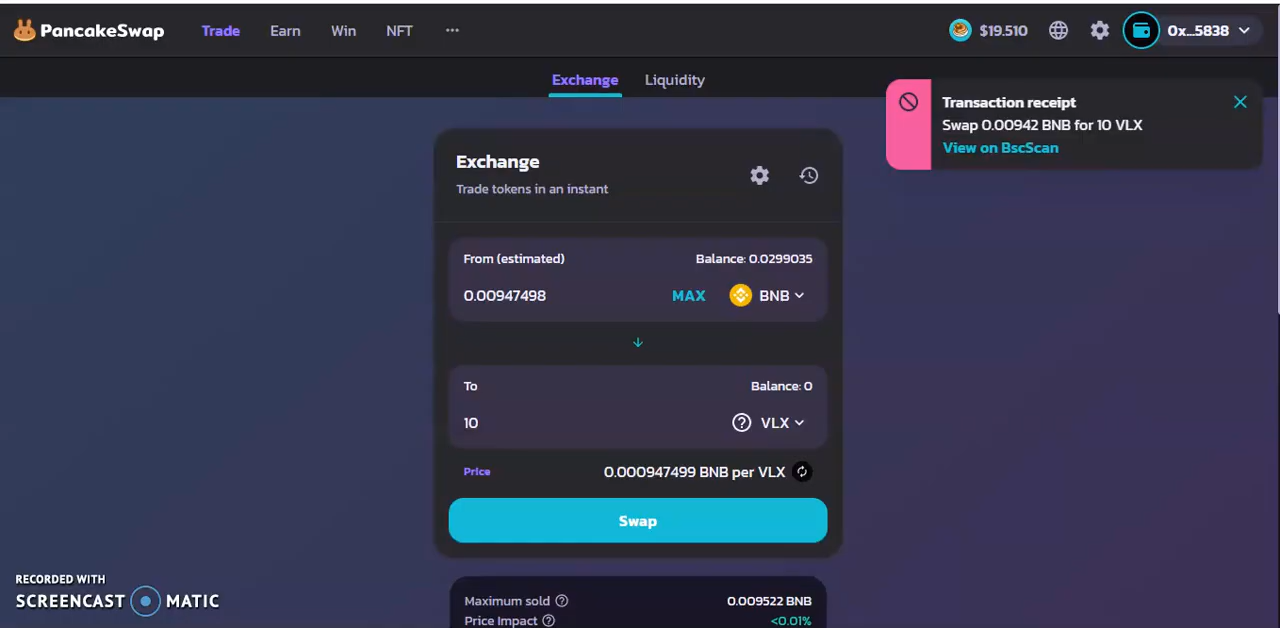 PancakeSwap Trade Earn Win NFT ... $19.510 0x...5838
Exchange Liquidity
Transaction receipt
Swap 0.00942 BNB for 10 VLX
View on BscScan
Exchange
Trade tokens in an instant
From (estimated) Balance: 0.0299035
0.00947498 MAX BNB
To Balance: 0
10 ? VLX
Price 0.000947499 BNB per VLX
Swap
Maximum sold ? 0.009522 BNB
Price Impact ? <0.01%
RECORDED WITH
SCREENCAST MATIC